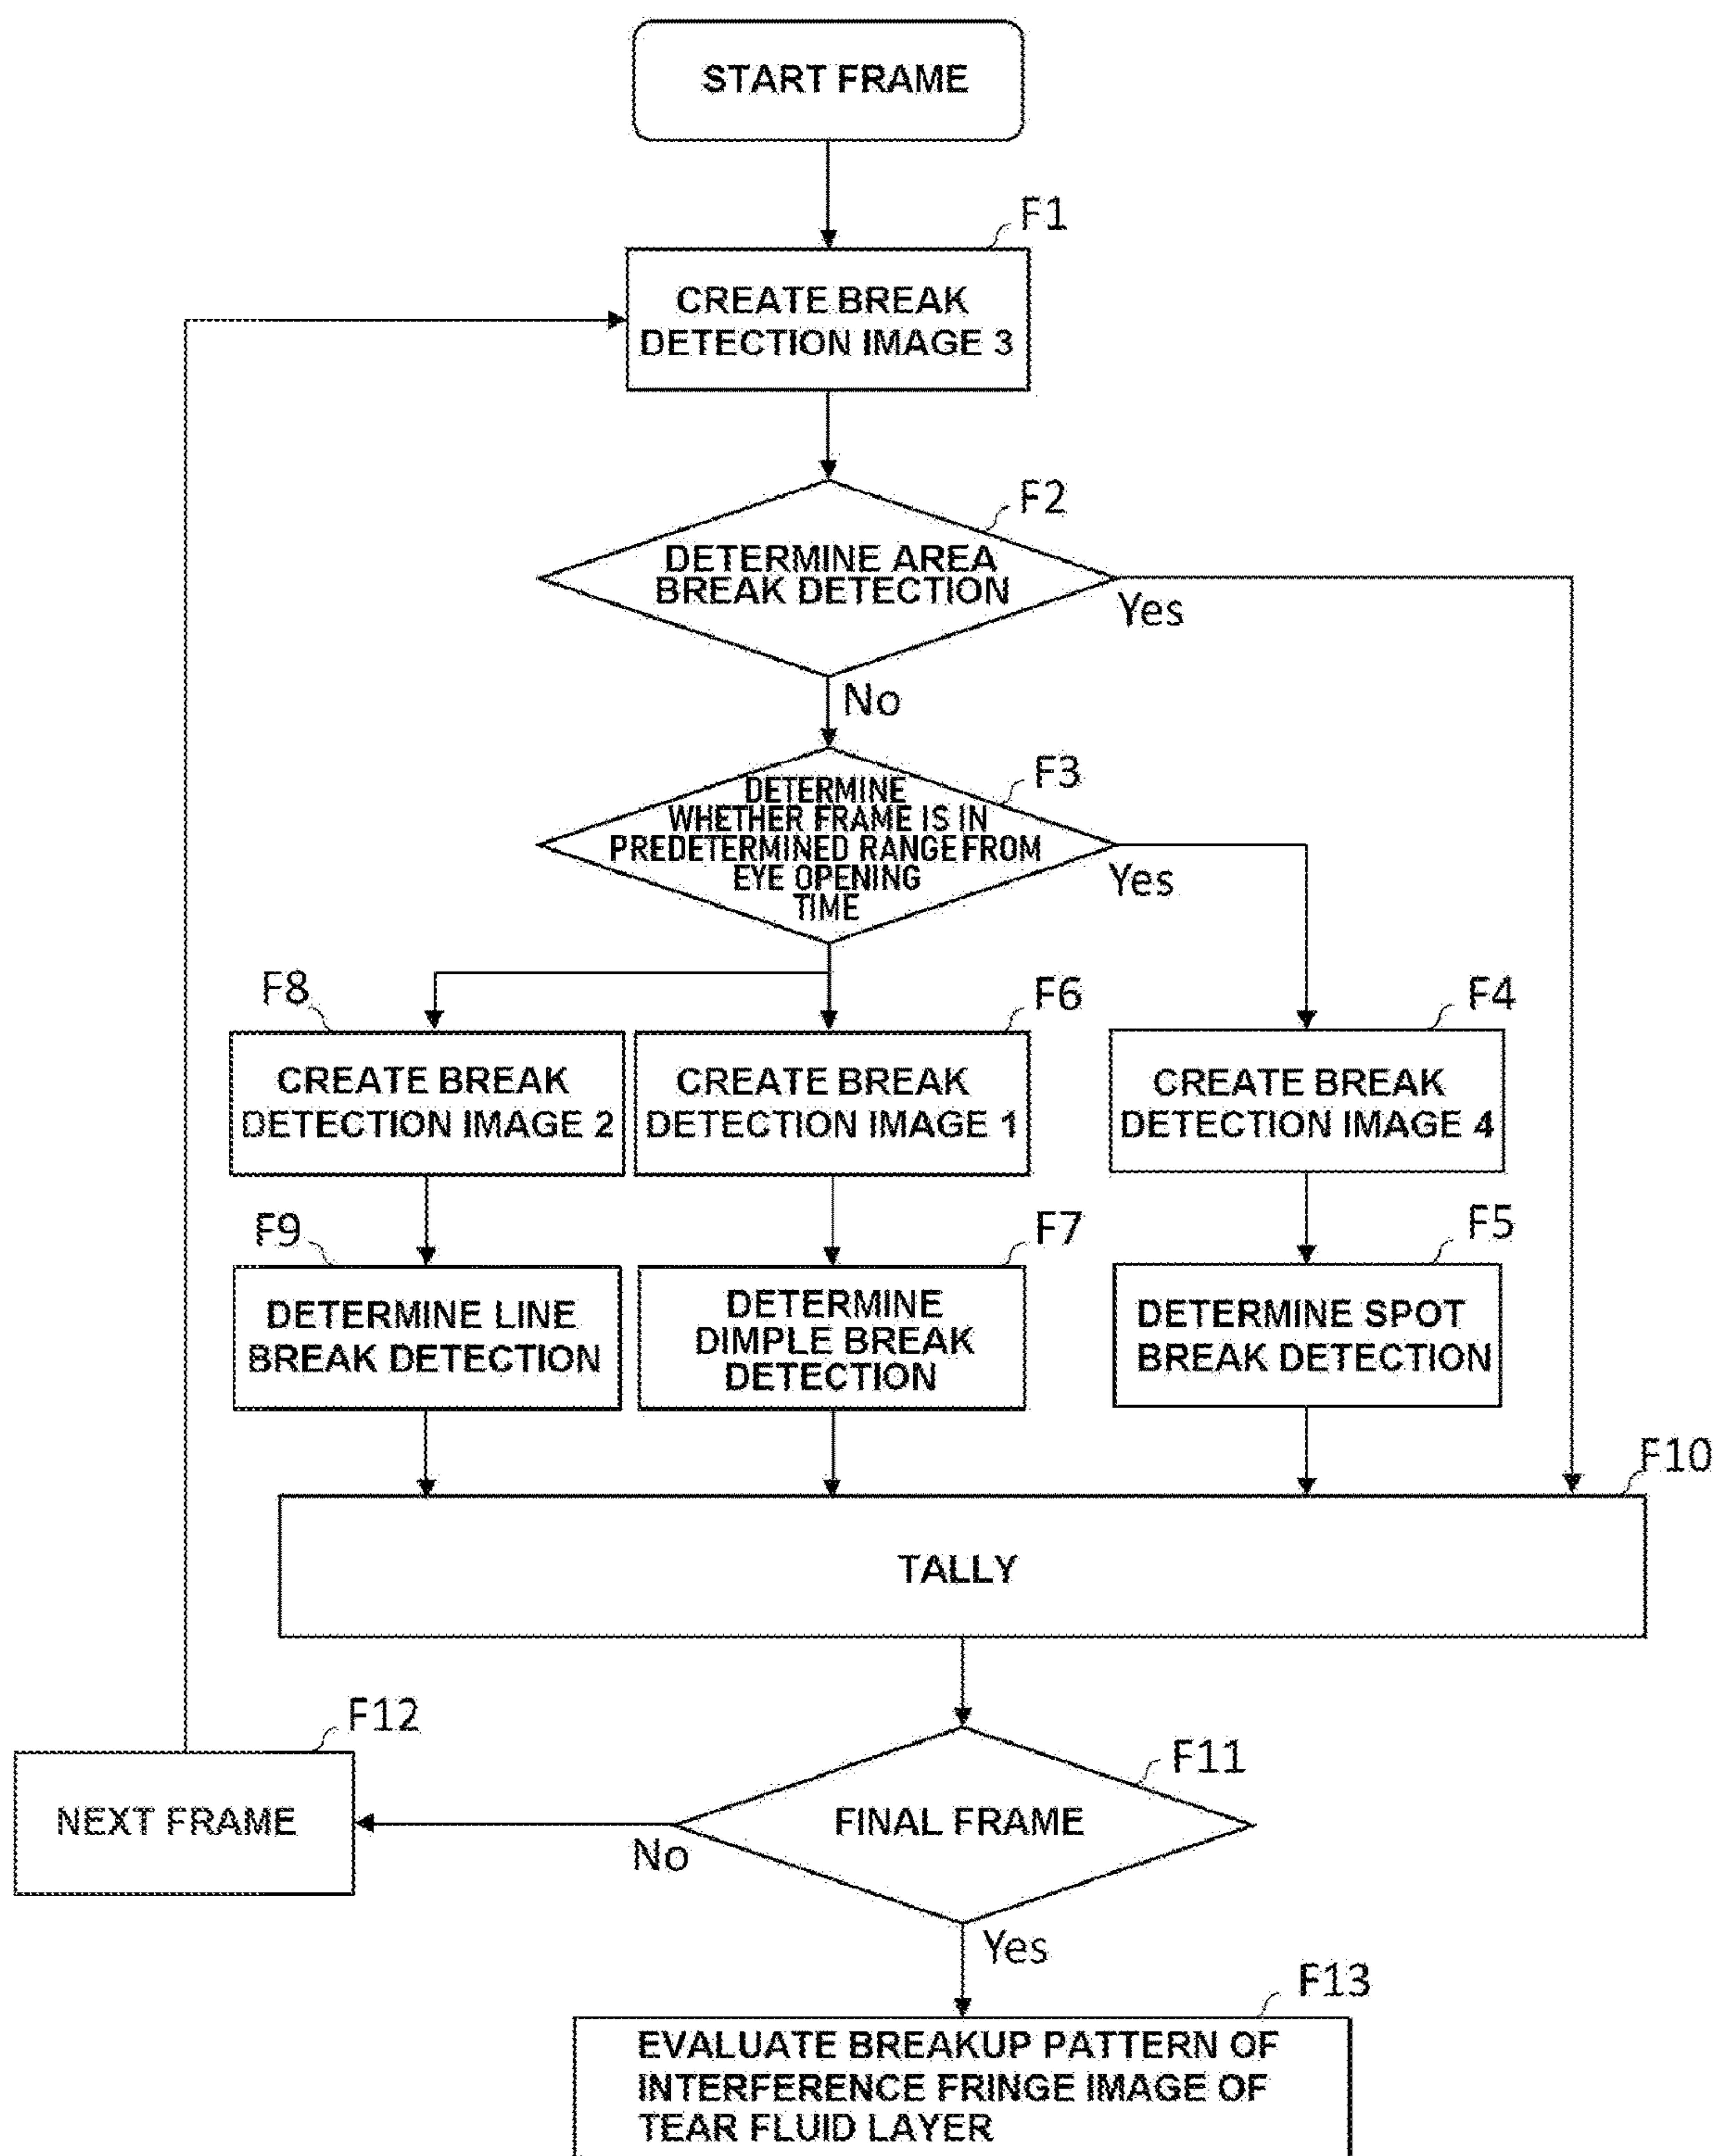 START FRAME
F1
CREATE BREAK
DETECTION IMAGE 3
F2
DETERMINE AREA
BREAK DETECTION
Yes
No
F3
DETERMINE
WHETHER FRAME IS IN
PREDETERMINED RANGE FROM
EYE OPENING
TIME
Yes
F8
CREATE BREAK
DETECTION IMAGE 2
F6
CREATE BREAK
DETECTION IMAGE 1
F4
CREATE BREAK
DETECTION IMAGE 4
F9
DETERMINE LINE
BREAK DETECTION
F7
DETERMINE
DIMPLE BREAK
DETECTION
F5
DETERMINE SPOT
BREAK DETECTION
F10
TALLY
F12
NEXT FRAME
F11
FINAL FRAME
No
Yes
F13
EVALUATE BREAKUP PATTERN OF
INTERFERENCE FRINGE IMAGE OF
TEAR FLUID LAYER